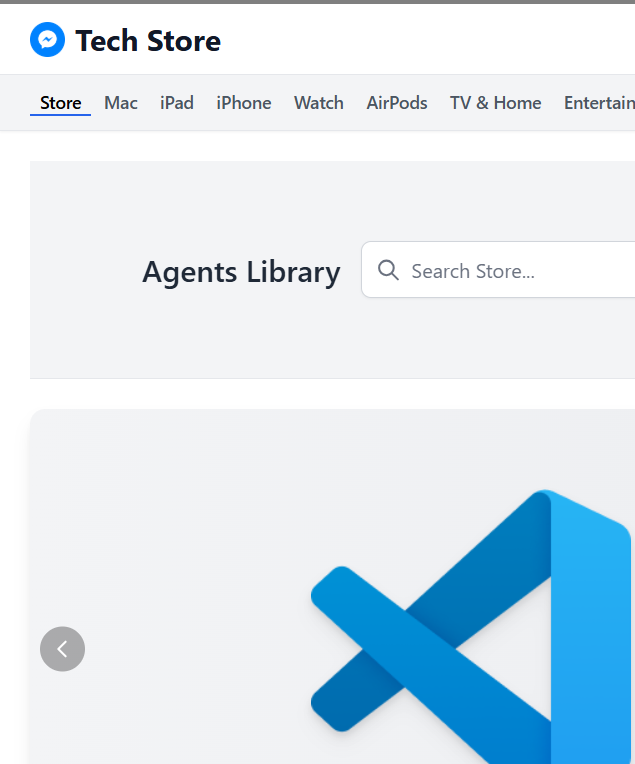 Tech Store
Store Mac iPad iPhone Watch AirPods TV & Home Entertain
Agents Library
Search Store...